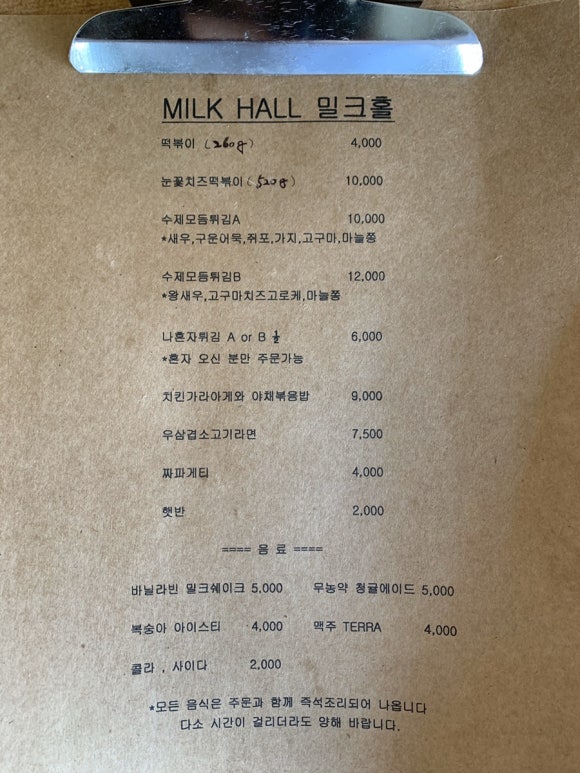 MILK HALL 밀크홀
떡볶이 (260g) 4,000
눈꽃치즈떡볶이 (520g) 10,000
수제모듬튀김A 10,000
*새우,구운어묵,쥐포,가지,고구마,마늘쫑
수제모듬튀김B 12,000
*왕새우,고구마치즈고로케,마늘쫑
나혼자튀김 A or B ½ 6,000
*혼자 오신 분만 주문가능
치킨가라아게와 야채볶음밥 9,000
우삼겹소고기라면 7,500
짜파게티 4,000
햇반 2,000
==== 음 료 ====
바닐라빈 밀크쉐이크 5,000 무농약 청귤에이드 5,000
복숭아 아이스티 4,000 맥주 TERRA 4,000
콜라 , 사이다 2,000
*모든 음식은 주문과 함께 즉석조리되어 나옵니다
다소 시간이 걸리더라도 양해 바랍니다.